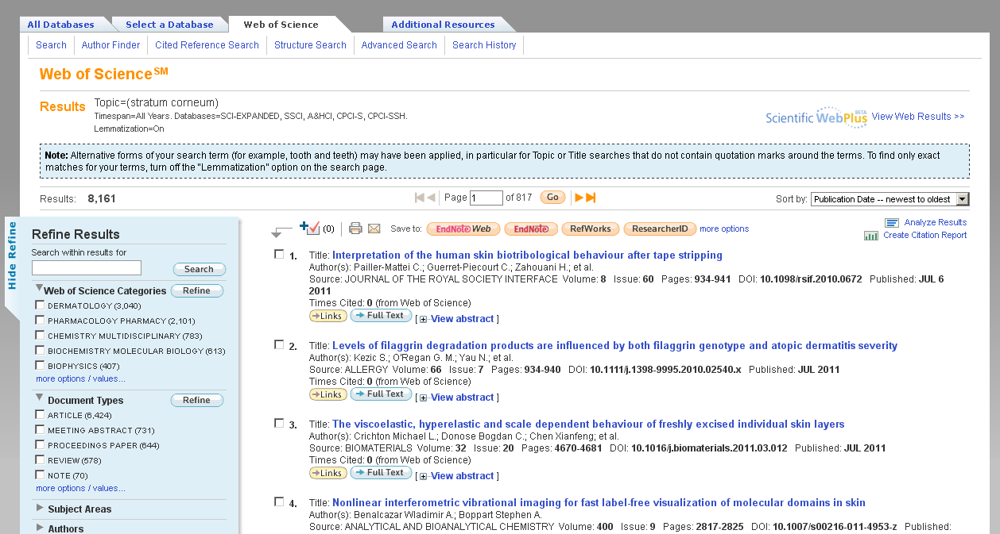 All Databases Select a Database Web of Science Additional Resources
Search Author Finder Cited Reference Search Structure Search Advanced Search Search History
Web of Science SM
Results Topic=(stratum corneum)
Timespan=All Years. Databases=SCI-EXPANDED, SSCI, A&HCI, CPCI-S, CPCI-SSH.
Lemmatization=On
Scientific WebPlus BETA View Web Results >>
Note: Alternative forms of your search term (for example, tooth and teeth) may have been applied, in particular for Topic or Title searches that do not contain quotation marks around the terms. To find only exact
matches for your terms, turn off the "Lemmatization" option on the search page.
Results: 8,161 Page 1 of 817 Go Sort by: Publication Date -- newest to oldest
Hide Refine
Refine Results
Search within results for
Search
Web of Science Categories Refine
DERMATOLOGY (3,040)
PHARMACOLOGY PHARMACY (2,101)
CHEMISTRY MULTIDISCIPLINARY (783)
BIOCHEMISTRY MOLECULAR BIOLOGY (613)
BIOPHYSICS (407)
more options / values...
Document Types Refine
ARTICLE (6,424)
MEETING ABSTRACT (731)
PROCEEDINGS PAPER (644)
REVIEW (578)
NOTE (70)
more options / values...
Subject Areas
Authors
(0) Save to: EndNote Web EndNote RefWorks ResearcherID more options
Analyze Results
Create Citation Report
1. Title: Interpretation of the human skin biotribological behaviour after tape stripping
Author(s): Pailler-Mattei C.; Guerret-Piecourt C.; Zahouani H.; et al.
Source: JOURNAL OF THE ROYAL SOCIETY INTERFACE Volume: 8 Issue: 60 Pages: 934-941 DOI: 10.1098/rsif.2010.0672 Published: JUL 6
2011
Times Cited: 0 (from Web of Science)
Links Full Text [ View abstract ]
2. Title: Levels of filaggrin degradation products are influenced by both filaggrin genotype and atopic dermatitis severity
Author(s): Kezic S.; O'Regan G. M.; Yau N.; et al.
Source: ALLERGY Volume: 66 Issue: 7 Pages: 934-940 DOI: 10.1111/j.1398-9995.2010.02540.x Published: JUL 2011
Times Cited: 0 (from Web of Science)
Links Full Text [ View abstract ]
3. Title: The viscoelastic, hyperelastic and scale dependent behaviour of freshly excised individual skin layers
Author(s): Crichton Michael L.; Donose Bogdan C.; Chen Xianfeng; et al.
Source: BIOMATERIALS Volume: 32 Issue: 20 Pages: 4670-4681 DOI: 10.1016/j.biomaterials.2011.03.012 Published: JUL 2011
Times Cited: 0 (from Web of Science)
Links Full Text [ View abstract ]
4. Title: Nonlinear interferometric vibrational imaging for fast label-free visualization of molecular domains in skin
Author(s): Benalcazar Wladimir A.; Boppart Stephen A.
Source: ANALYTICAL AND BIOANALYTICAL CHEMISTRY Volume: 400 Issue: 9 Pages: 2817-2825 DOI: 10.1007/s00216-011-4953-z Published: